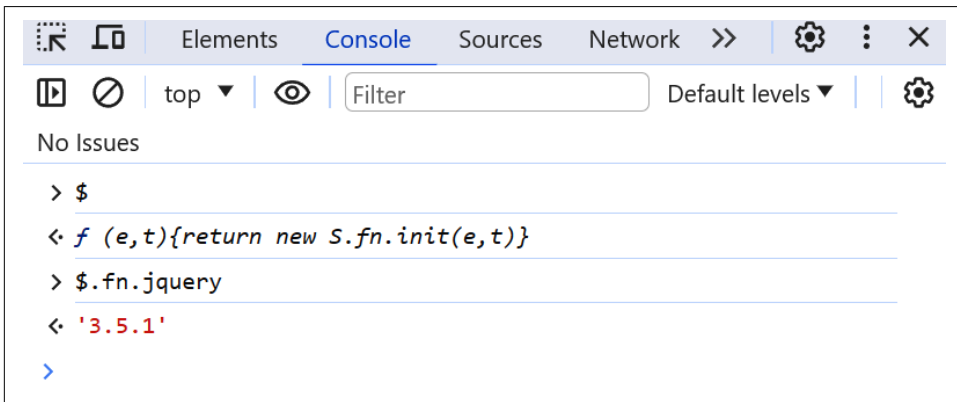 Elements Console Sources Network
top Filter Default levels
No Issues
> $
ƒ (e,t){return new S.fn.init(e,t)}
> $.fn.jquery
'3.5.1'
>